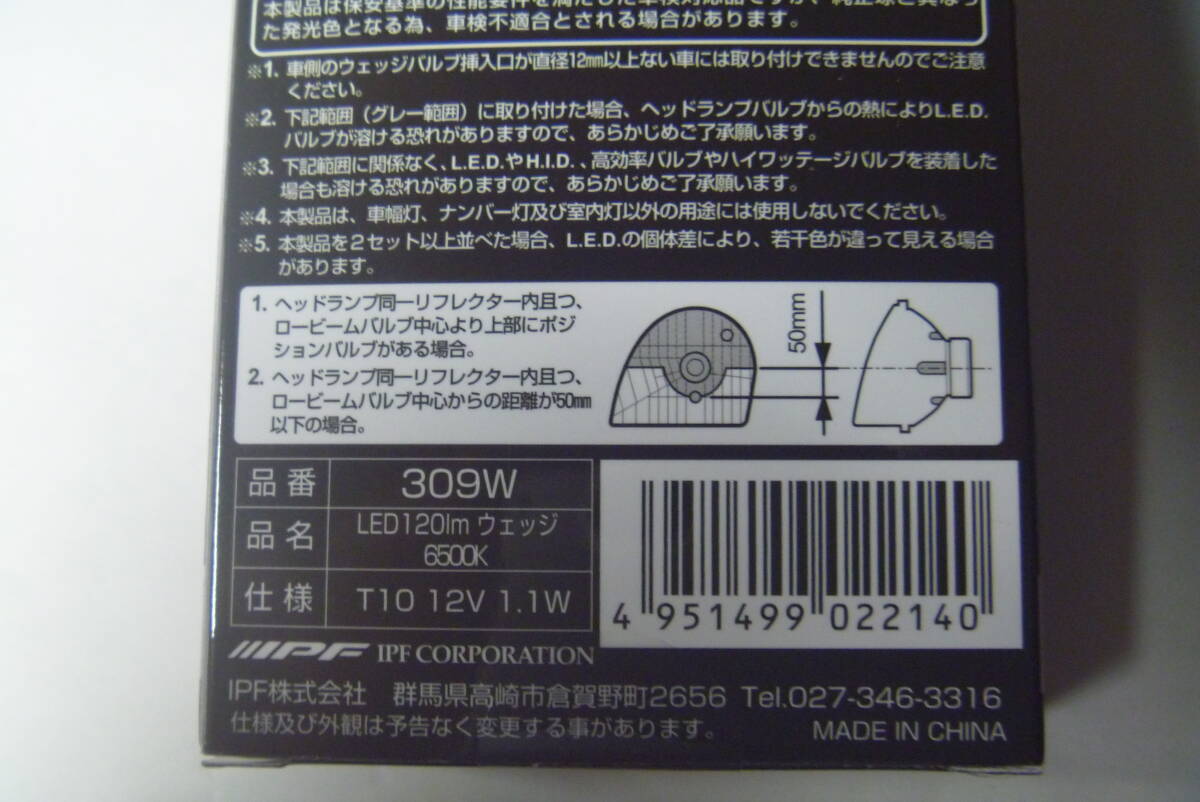 本製品は保安基準の性能要件を満たした車検対応品ですが、純正球と異なっ
た発光色となる為、車検不適合とされる場合があります。
※1. 車側のウェッジバルブ挿入口が直径12mm以上ない車には取り付けできませんのでご注意
ください。
※2. 下記範囲（グレー範囲）に取り付けた場合、ヘッドランプバルブからの熱によりL.E.D.
バルブが溶ける恐れがありますので、あらかじめご了承願います。
※3. 下記範囲に関係なく、L.E.D.やH.I.D.、高効率バルブやハイワッテージバルブを装着した
場合も溶ける恐れがありますので、あらかじめご了承願います。
※4. 本製品は、車幅灯、ナンバー灯及び室内灯以外の用途には使用しないでください。
※5. 本製品を2セット以上並べた場合、L.E.D.の個体差により、若干色が違って見える場合
があります。
1. ヘッドランプ同一リフレクター内且つ、
ロービームバルブ中心より上部にポジ
ションバルブがある場合。
2. ヘッドランプ同一リフレクター内且つ、
ロービームバルブ中心からの距離が50mm
以下の場合。
50mm
品番 309W
品名 LED120lm ウェッジ
6500K
仕様 T10 12V 1.1W
4 951499 022140
IPF IPF CORPORATION
IPF株式会社 群馬県高崎市倉賀野町2656 Tel.027-346-3316
仕様及び外観は予告なく変更する事があります。
MADE IN CHINA